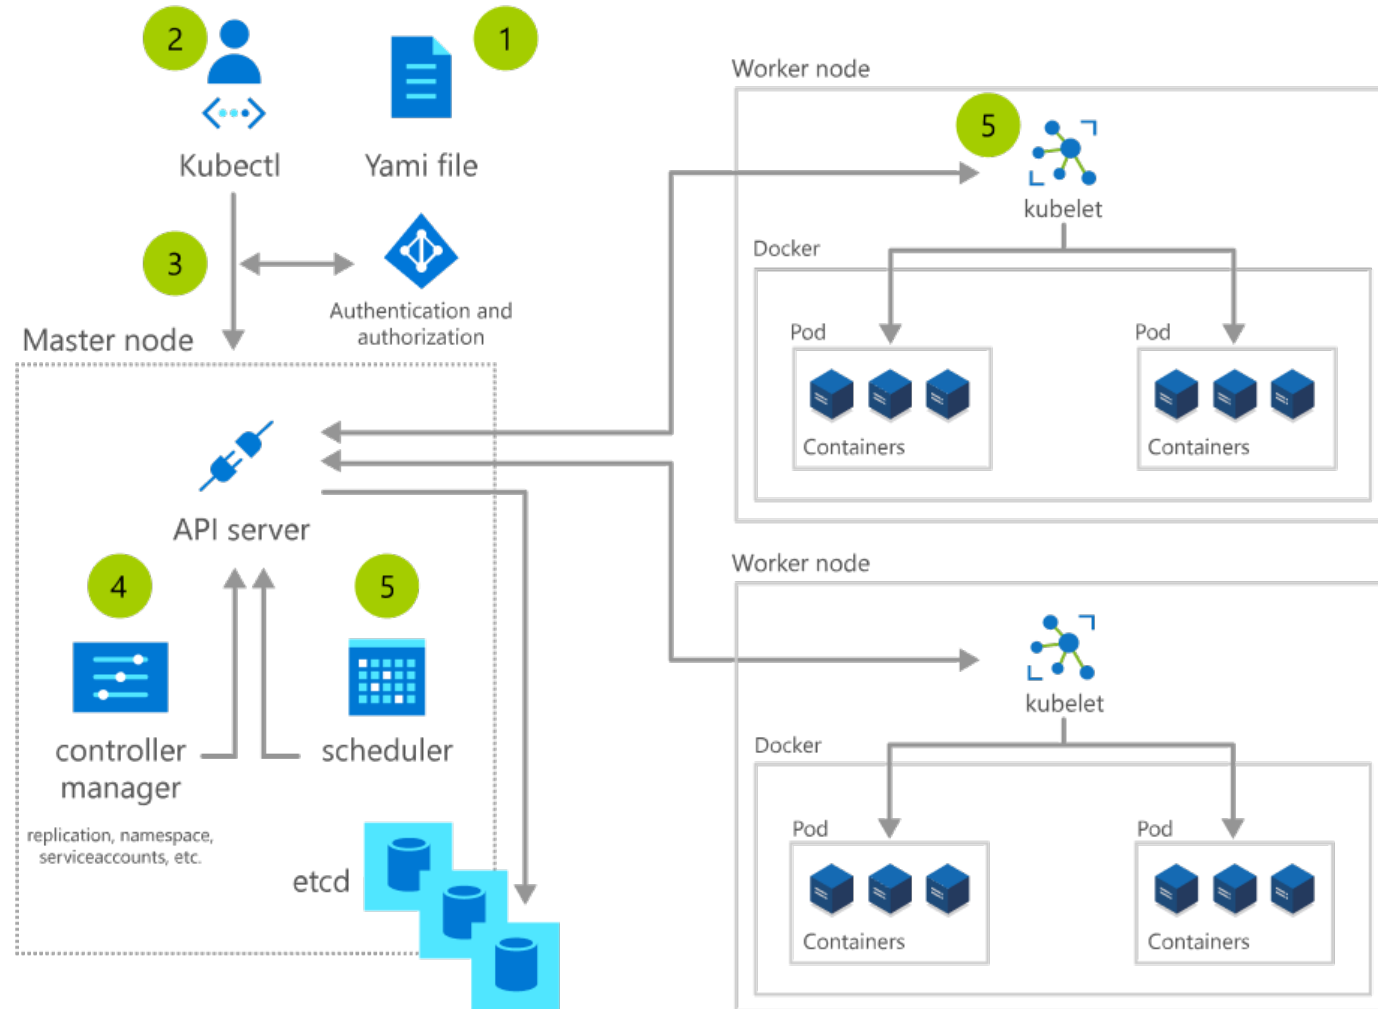 2
1
Kubectl
Yami file
3
Authentication and
authorization
Master node
API server
4
5
controller
manager
scheduler
replication, namespace,
serviceaccounts, etc.
etcd
Worker node
5
kubelet
Docker
Pod
Pod
Containers
Containers
Worker node
kubelet
Docker
Pod
Pod
Containers
Containers